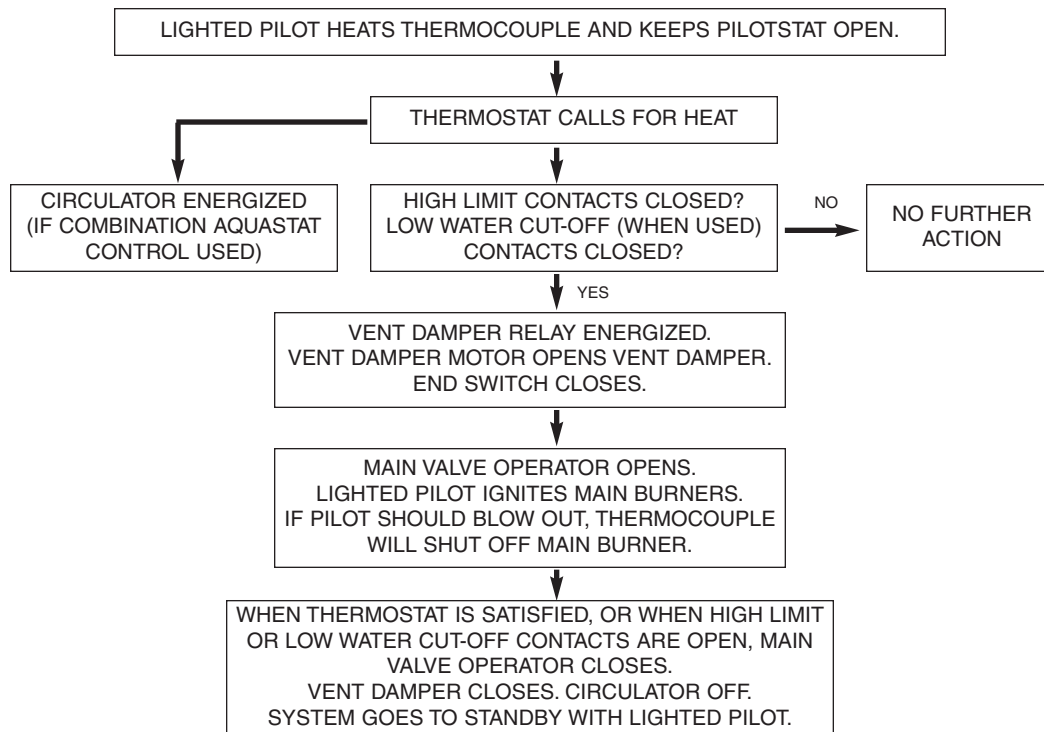 LIGHTED PILOT HEATS THERMOCOUPLE AND KEEPS PILOTSTAT OPEN.
THERMOSTAT CALLS FOR HEAT
CIRCULATOR ENERGIZED
(IF COMBINATION AQUASTAT
CONTROL USED)
HIGH LIMIT CONTACTS CLOSED?
LOW WATER CUT-OFF (WHEN USED)
CONTACTS CLOSED?
NO
NO FURTHER
ACTION
YES
VENT DAMPER RELAY ENERGIZED.
VENT DAMPER MOTOR OPENS VENT DAMPER.
END SWITCH CLOSES.
MAIN VALVE OPERATOR OPENS.
LIGHTED PILOT IGNITES MAIN BURNERS.
IF PILOT SHOULD BLOW OUT, THERMOCOUPLE
WILL SHUT OFF MAIN BURNER.
WHEN THERMOSTAT IS SATISFIED, OR WHEN HIGH LIMIT
OR LOW WATER CUT-OFF CONTACTS ARE OPEN, MAIN
VALVE OPERATOR CLOSES.
VENT DAMPER CLOSES. CIRCULATOR OFF.
SYSTEM GOES TO STANDBY WITH LIGHTED PILOT.